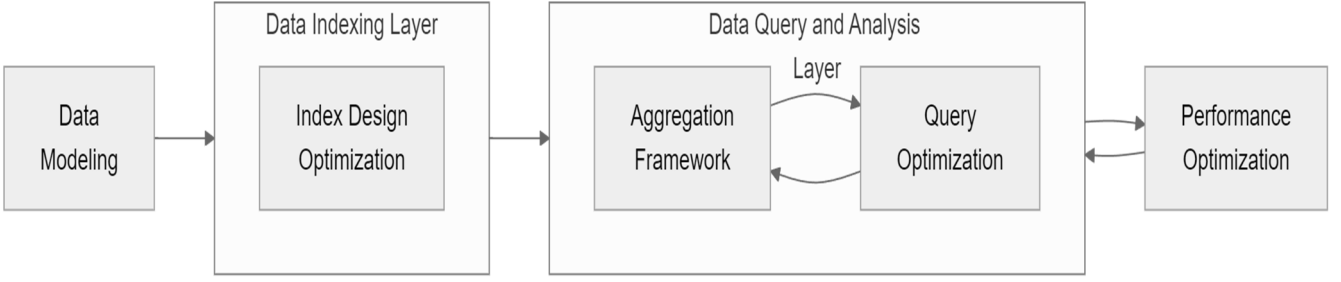 Data Indexing Layer
Data Query and Analysis
Layer
Data
Modeling
Index Design
Optimization
Aggregation
Framework
Query
Optimization
Performance
Optimization